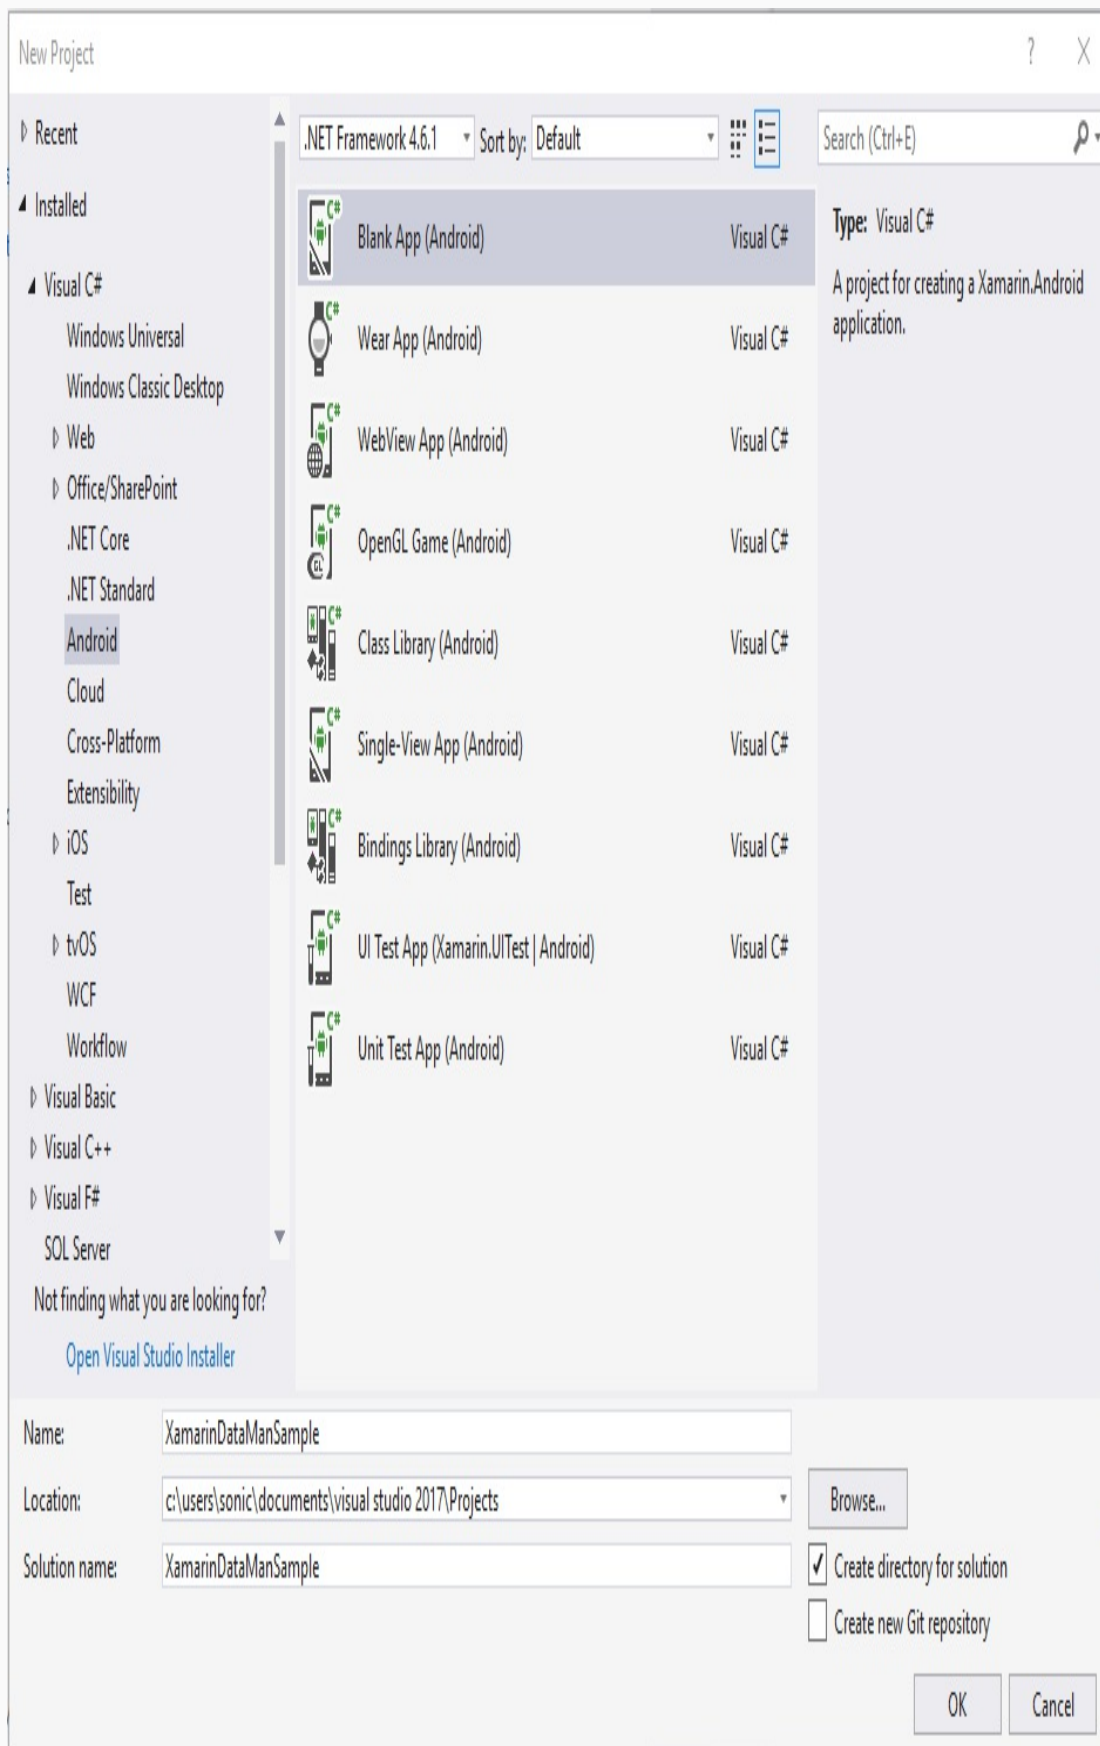 New Project
?
Recent
Installed
Visual C#
Windows Universal
Windows Classic Desktop
Web
Office/SharePoint
.NET Core
.NET Standard
Android
Cloud
Cross-Platform
Extensibility
iOS
Test
tvOS
WCF
Workflow
Visual Basic
Visual C++
Visual F#
SQL Server
Not finding what you are looking for?
Open Visual Studio Installer
.NET Framework 4.6.1 Sort by: Default
Blank App (Android) Visual C#
Wear App (Android) Visual C#
WebView App (Android) Visual C#
OpenGL Game (Android) Visual C#
Class Library (Android) Visual C#
Single-View App (Android) Visual C#
Bindings Library (Android) Visual C#
UI Test App (Xamarin.UITest | Android) Visual C#
Unit Test App (Android) Visual C#
Search (Ctrl+E)
Type: Visual C#
A project for creating a Xamarin.Android
application.
Name: XamarinDataManSample
Location: c:\users\sonic\documents\visual studio 2017\Projects
Browse...
Solution name: XamarinDataManSample
Create directory for solution
Create new Git repository
OK Cancel